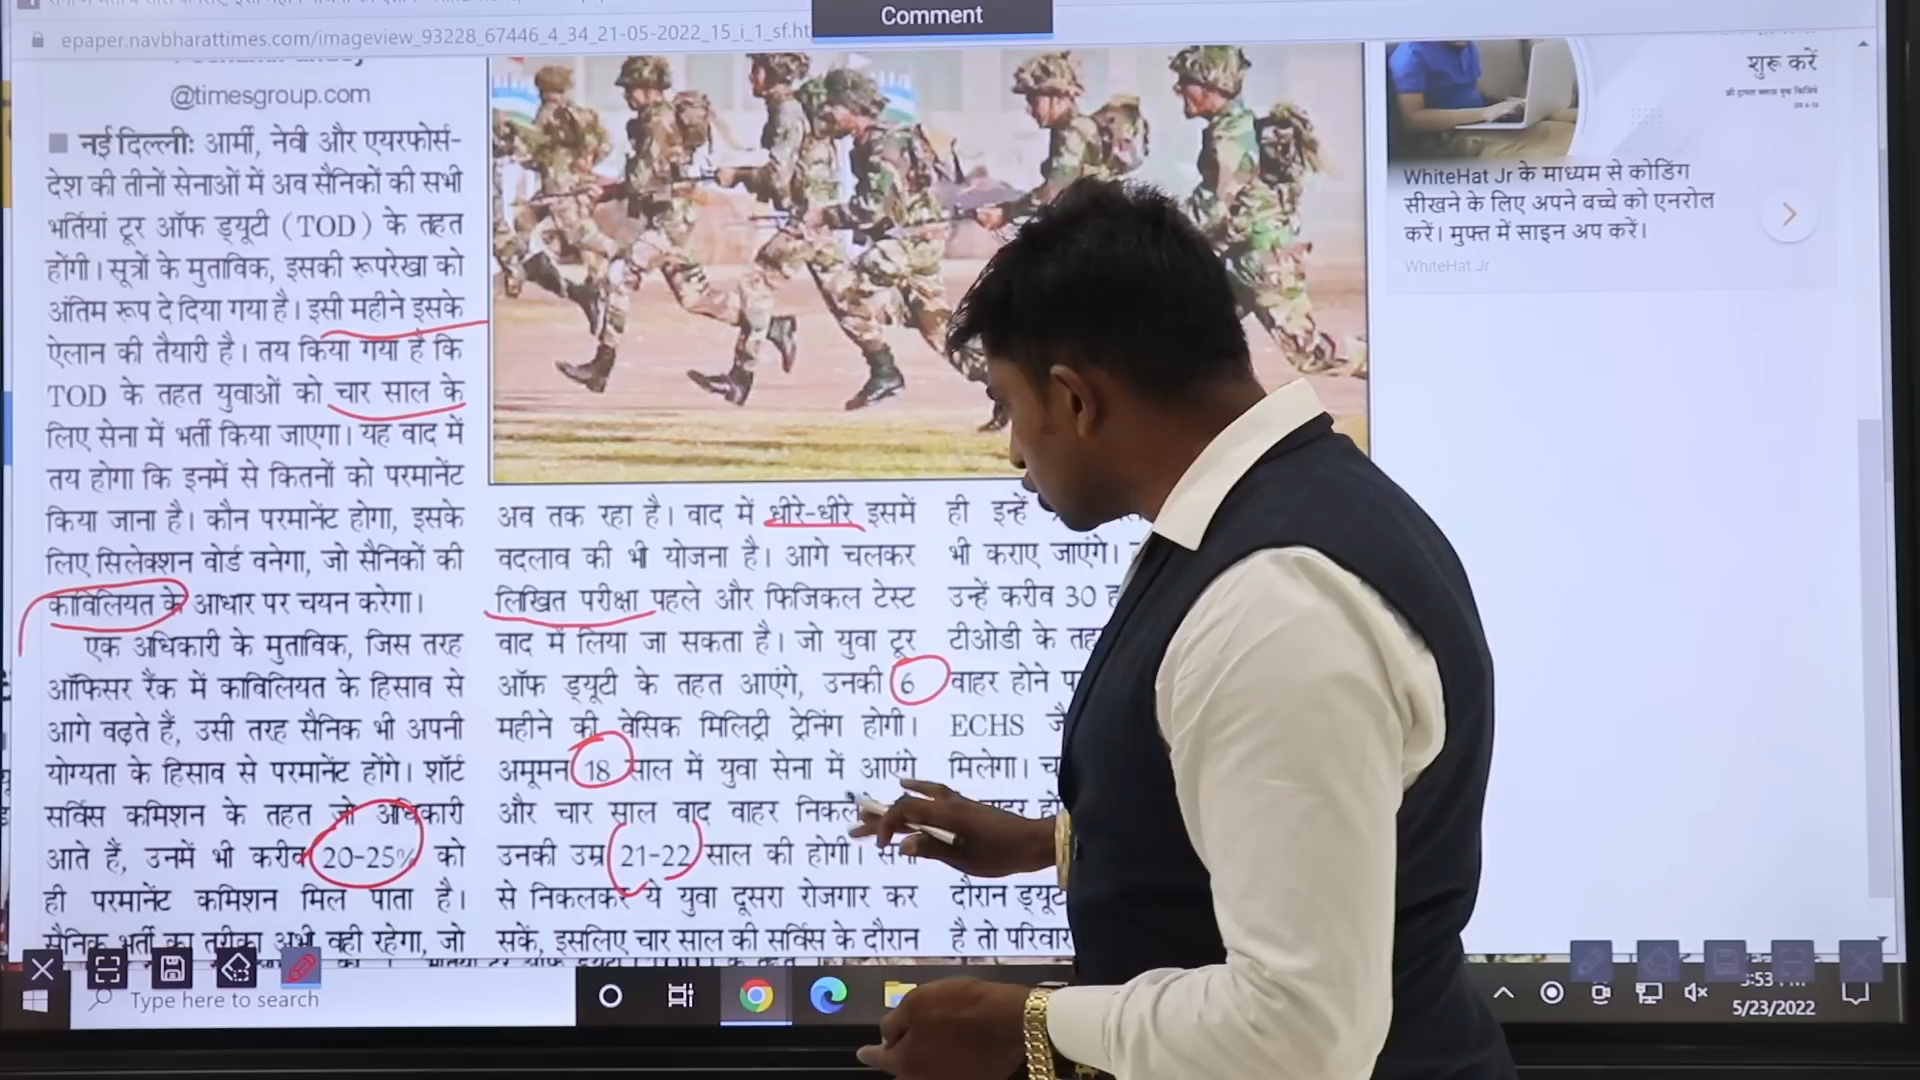 Comment
epaper.navbharattimes.com/imageview_93228_67446_4_34_21-05-2022_15_i_1_sf.ht
@timesgroup.com
नई दिल्ली: आर्मी, नेवी और एयरफोर्स-
देश की तीनों सेनाओं में अब सैनिकों की सभी
भर्तियां टूर ऑफ ड्यूटी (TOD) के तहत
होंगी। सूत्रों के मुताबिक, इसकी रूपरेखा को
अंतिम रूप दे दिया गया है। इसी महीने इसके
ऐलान की तैयारी है। तय किया गया है कि
TOD के तहत युवाओं को चार साल के
लिए सेना में भर्ती किया जाएगा। यह बाद में
तय होगा कि इनमें से कितनों को परमानेंट
किया जाना है। कौन परमानेंट होगा, इसके
लिए सिलेक्शन बोर्ड बनेगा, जो सैनिकों की
काबिलियत के आधार पर चयन करेगा।
एक अधिकारी के मुताबिक, जिस तरह
ऑफिसर रैंक में काबिलियत के हिसाब से
आगे बढ़ते हैं, उसी तरह सैनिक भी अपनी
योग्यता के हिसाब से परमानेंट होंगे। शॉर्ट
सर्विस कमिशन के तहत जो अधिकारी
आते हैं, उनमें भी करीब 20-25% को
ही परमानेंट कमिशन मिल पाता है।
सैनिक भर्ती का तरीका अभी वही रहेगा, जो
अब तक रहा है। बाद में धीरे-धीरे इसमें
बदलाव की भी योजना है। आगे चलकर
लिखित परीक्षा पहले और फिजिकल टेस्ट
बाद में लिया जा सकता है। जो युवा टूर
ऑफ ड्यूटी के तहत आएंगे, उनकी 6
महीने की बेसिक मिलिट्री ट्रेनिंग होगी।
अमूमन 18 साल में युवा सेना में आएंगे
और चार साल बाद बाहर
उनकी उम्र 21-22 साल की होगी। सेना
से निकलकर ये युवा दूसरा रोजगार कर
सकें, इसलिए चार साल की सर्विस के दौरान
ही इन्हें
भी कराए जाएंगे।
उन्हें करीब 30
टीओडी के तहत
बाहर होने
ECHS
मिलेगा।
दौरान
है तो परिवार
शुरू करें
WhiteHat Jr के माध्यम से कोडिंग
सीखने के लिए अपने बच्चे को एनरोल
करें। मुफ्त में साइन अप करें।
WhiteHat Jr
Type here to search
5/23/2022